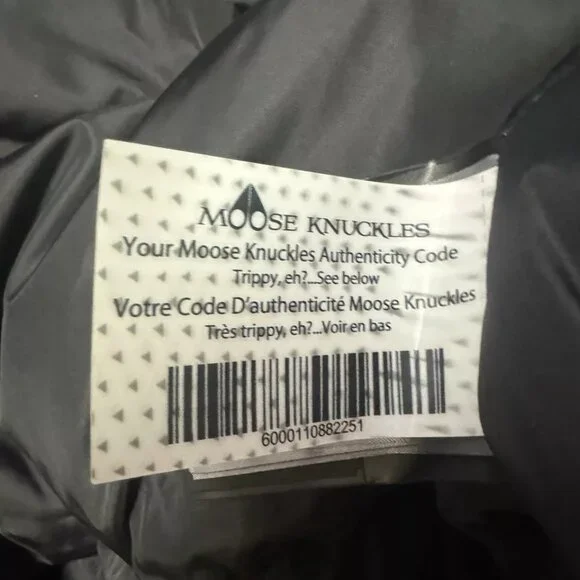 MOOSE KNUCKLES
Your Moose Knuckles Authenticity Code
Trippy, eh?...See below
Votre Code D'authenticité Moose Knuckles
Très trippy, eh?...Voir en bas
6000110882251